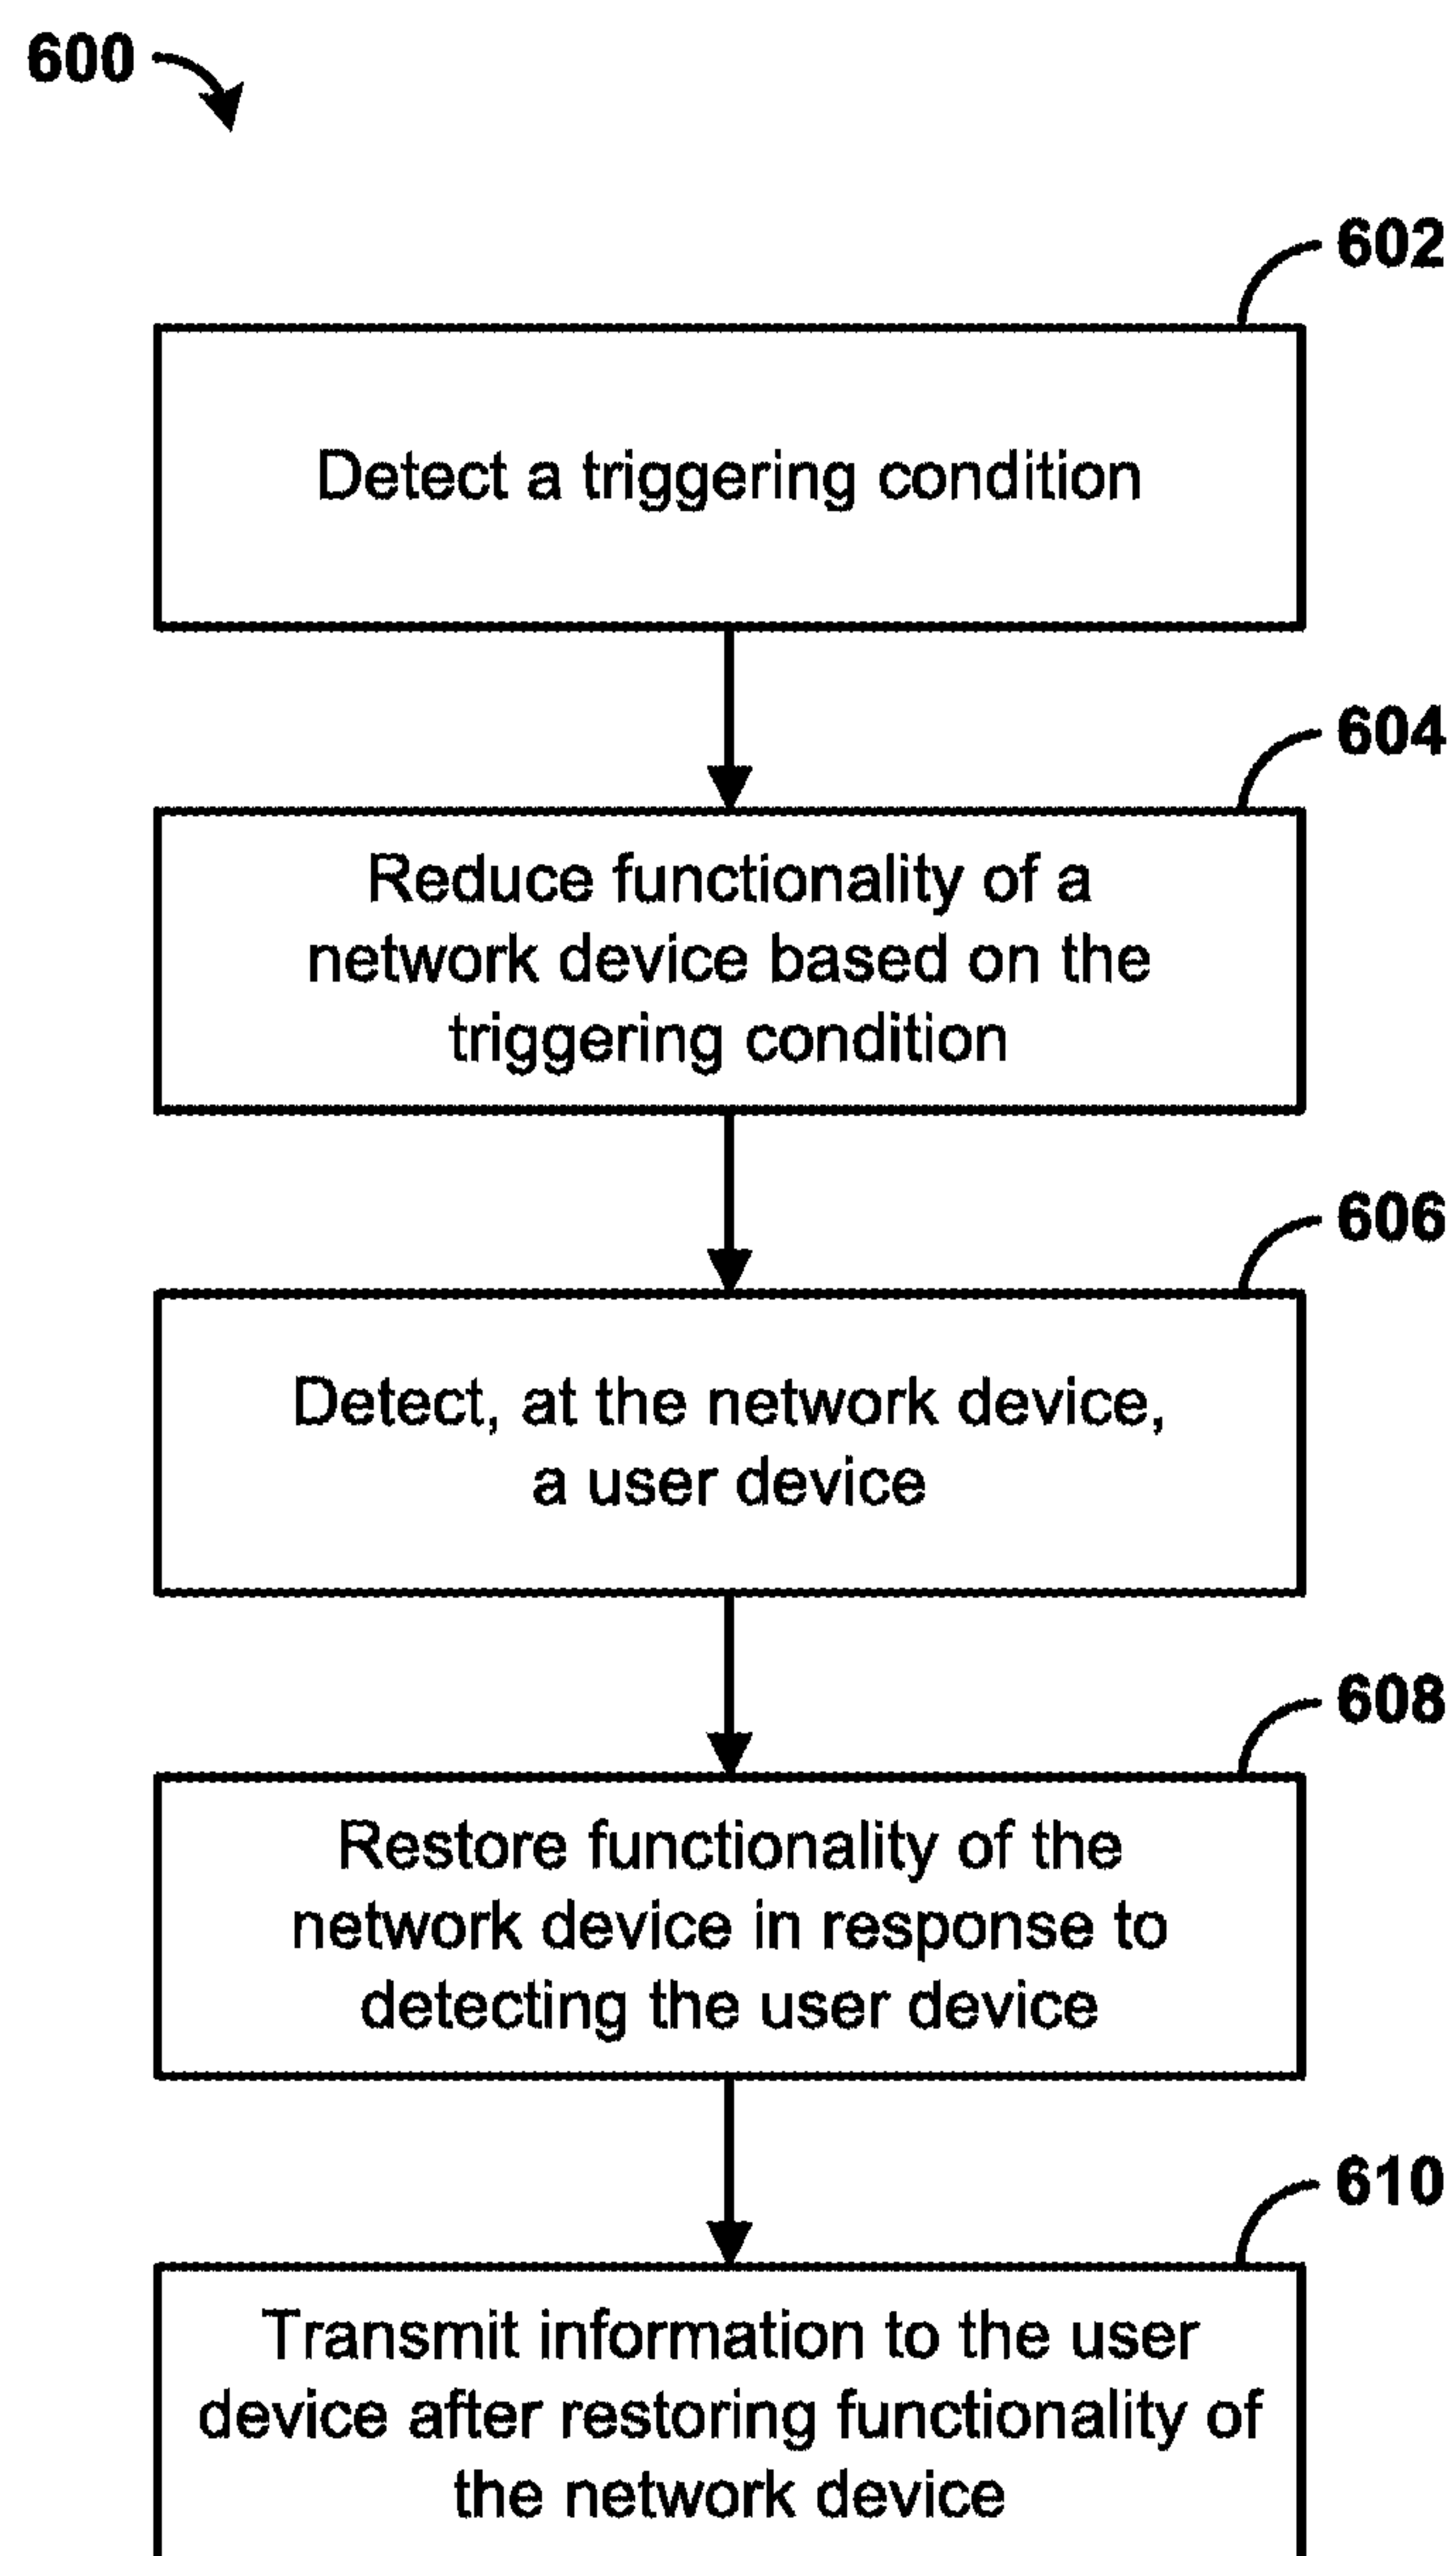 600
602
Detect a triggering condition
604
Reduce functionality of a
network device based on the
triggering condition
606
Detect, at the network device,
a user device
608
Restore functionality of the
network device in response to
detecting the user device
610
Transmit information to the user
device after restoring functionality of
the network device